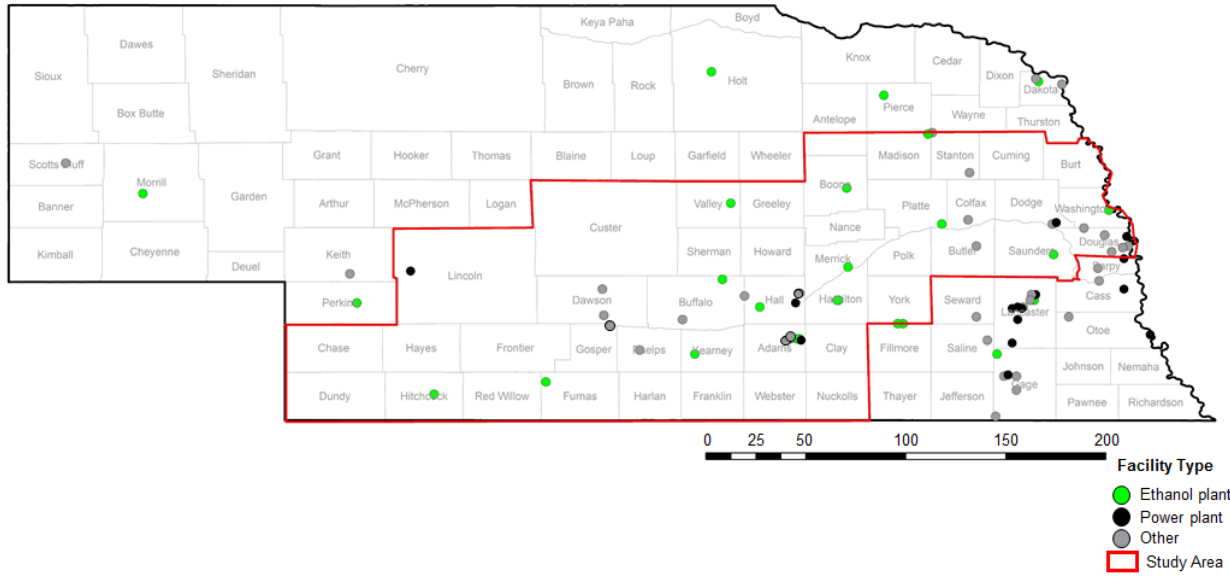 Keya Paha
Boyd
Dawes
Sioux
Sheridan
Cherry
Knox
Cedar
Dixon
Dakota
Brown
Rock
Holt
Pierce
Box Butte
Antelope
Wayne
Thurston
Scotts Bluff
Morrill
Grant
Hooker
Thomas
Blaine
Loup
Garfield
Wheeler
Madison
Stanton
Cuming
Burt
Banner
Garden
Arthur
McPherson
Logan
Boone
Valley
Greeley
Platte
Colfax
Dodge
Washington
Custer
Nance
Kimball
Cheyenne
Deuel
Keith
Lincoln
Sherman
Howard
Merrick
Polk
Butler
Saunders
Douglas
Sarpy
Perkins
Dawson
Buffalo
Hall
Hamilton
York
Seward
Lancaster
Cass
Otoe
Chase
Hayes
Frontier
Gosper
Phelps
Kearney
Adams
Clay
Fillmore
Saline
Johnson
Nemaha
Dundy
Hitchcock
Red Willow
Furnas
Harlan
Franklin
Webster
Nuckolls
Thayer
Jefferson
Gage
Pawnee
Richardson
0 25 50 100 150 200
Facility Type
Ethanol plant
Power plant
Other
Study Area